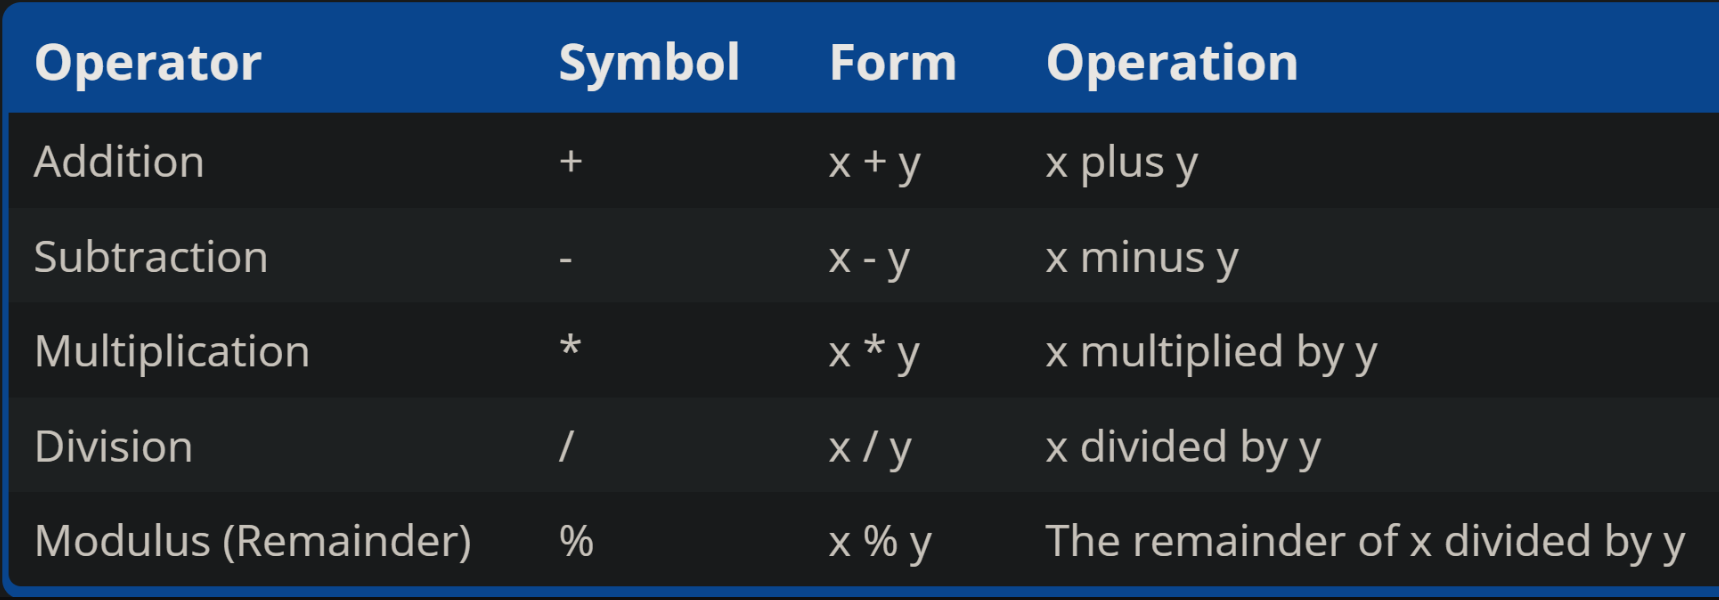 Operator Symbol Form Operation
Addition + x + y x plus y
Subtraction - x - y x minus y
Multiplication * x * y x multiplied by y
Division / x / y x divided by y
Modulus (Remainder) % x % y The remainder of x divided by y